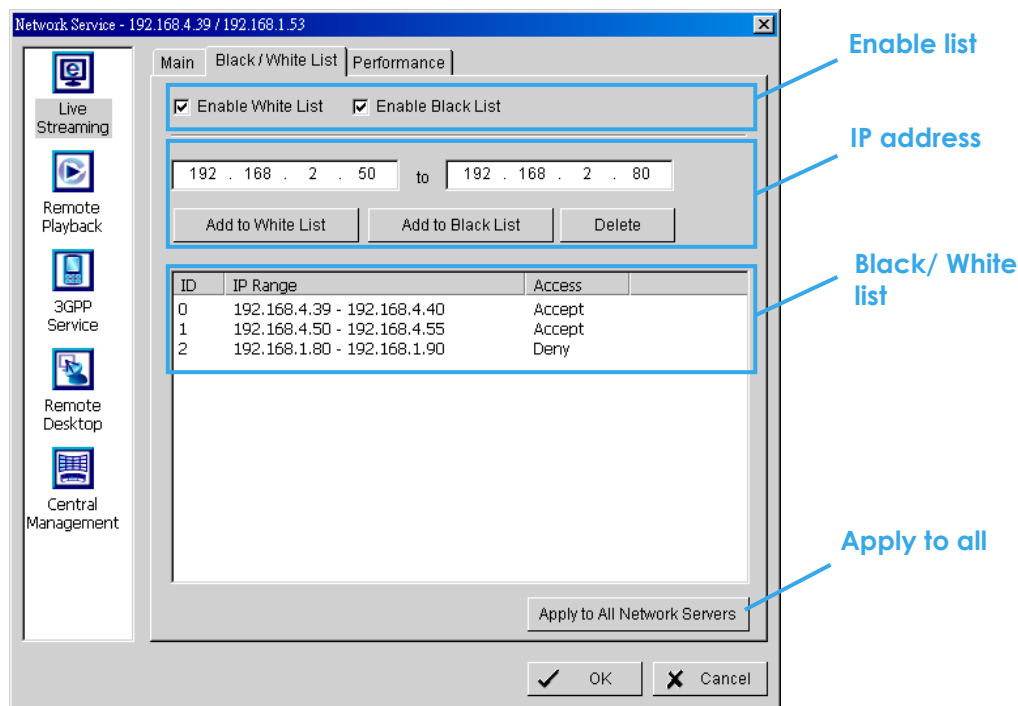 Network Service - 192.168.4.39 / 192.168.1.53
Live
Streaming
Remote
Playback
3GPP
Service
Remote
Desktop
Central
Management
Main Black / White List Performance
Enable White List Enable Black List
192 . 168 . 2 . 50 to 192 . 168 . 2 . 80
Add to White List Add to Black List Delete
ID IP Range Access
0 192.168.4.39 - 192.168.4.40 Accept
1 192.168.4.50 - 192.168.4.55 Accept
2 192.168.1.80 - 192.168.1.90 Deny
Apply to All Network Servers
OK Cancel
Enable list
IP address
Black/ White
list
Apply to all